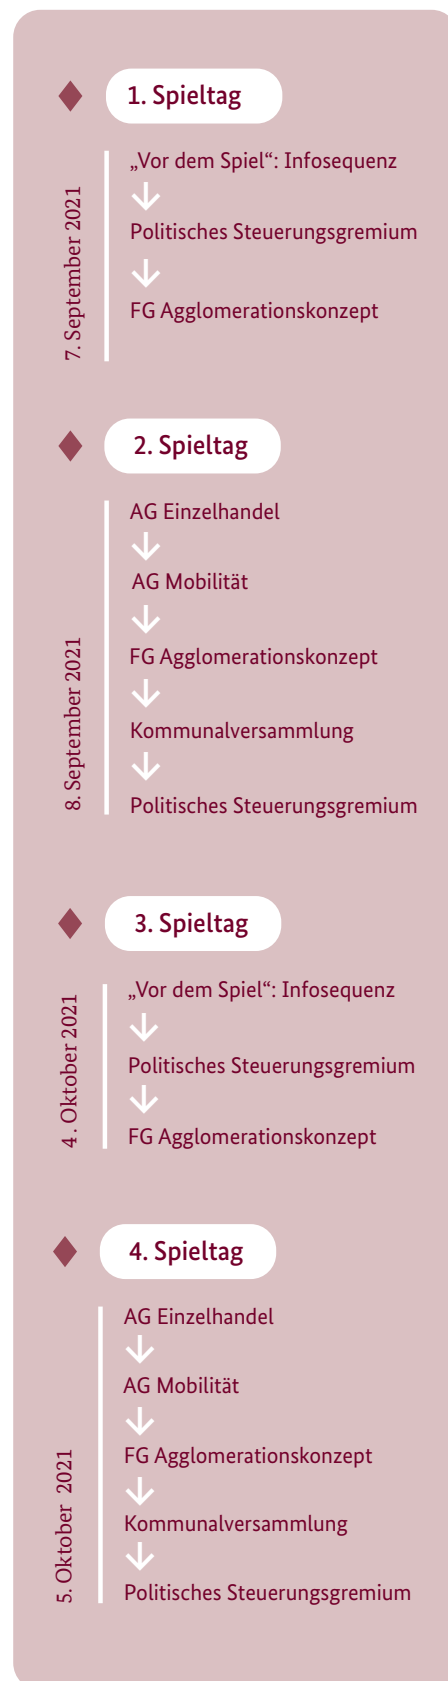 1. Spieltag
7. September 2021
„Vor dem Spiel“: Infosequenz
Politisches Steuerungsgremium
FG Agglomerationskonzept
2. Spieltag
8. September 2021
AG Einzelhandel
AG Mobilität
FG Agglomerationskonzept
Kommunalversammlung
Politisches Steuerungsgremium
3. Spieltag
4. Oktober 2021
„Vor dem Spiel“: Infosequenz
Politisches Steuerungsgremium
FG Agglomerationskonzept
4. Spieltag
5. Oktober 2021
AG Einzelhandel
AG Mobilität
FG Agglomerationskonzept
Kommunalversammlung
Politisches Steuerungsgremium